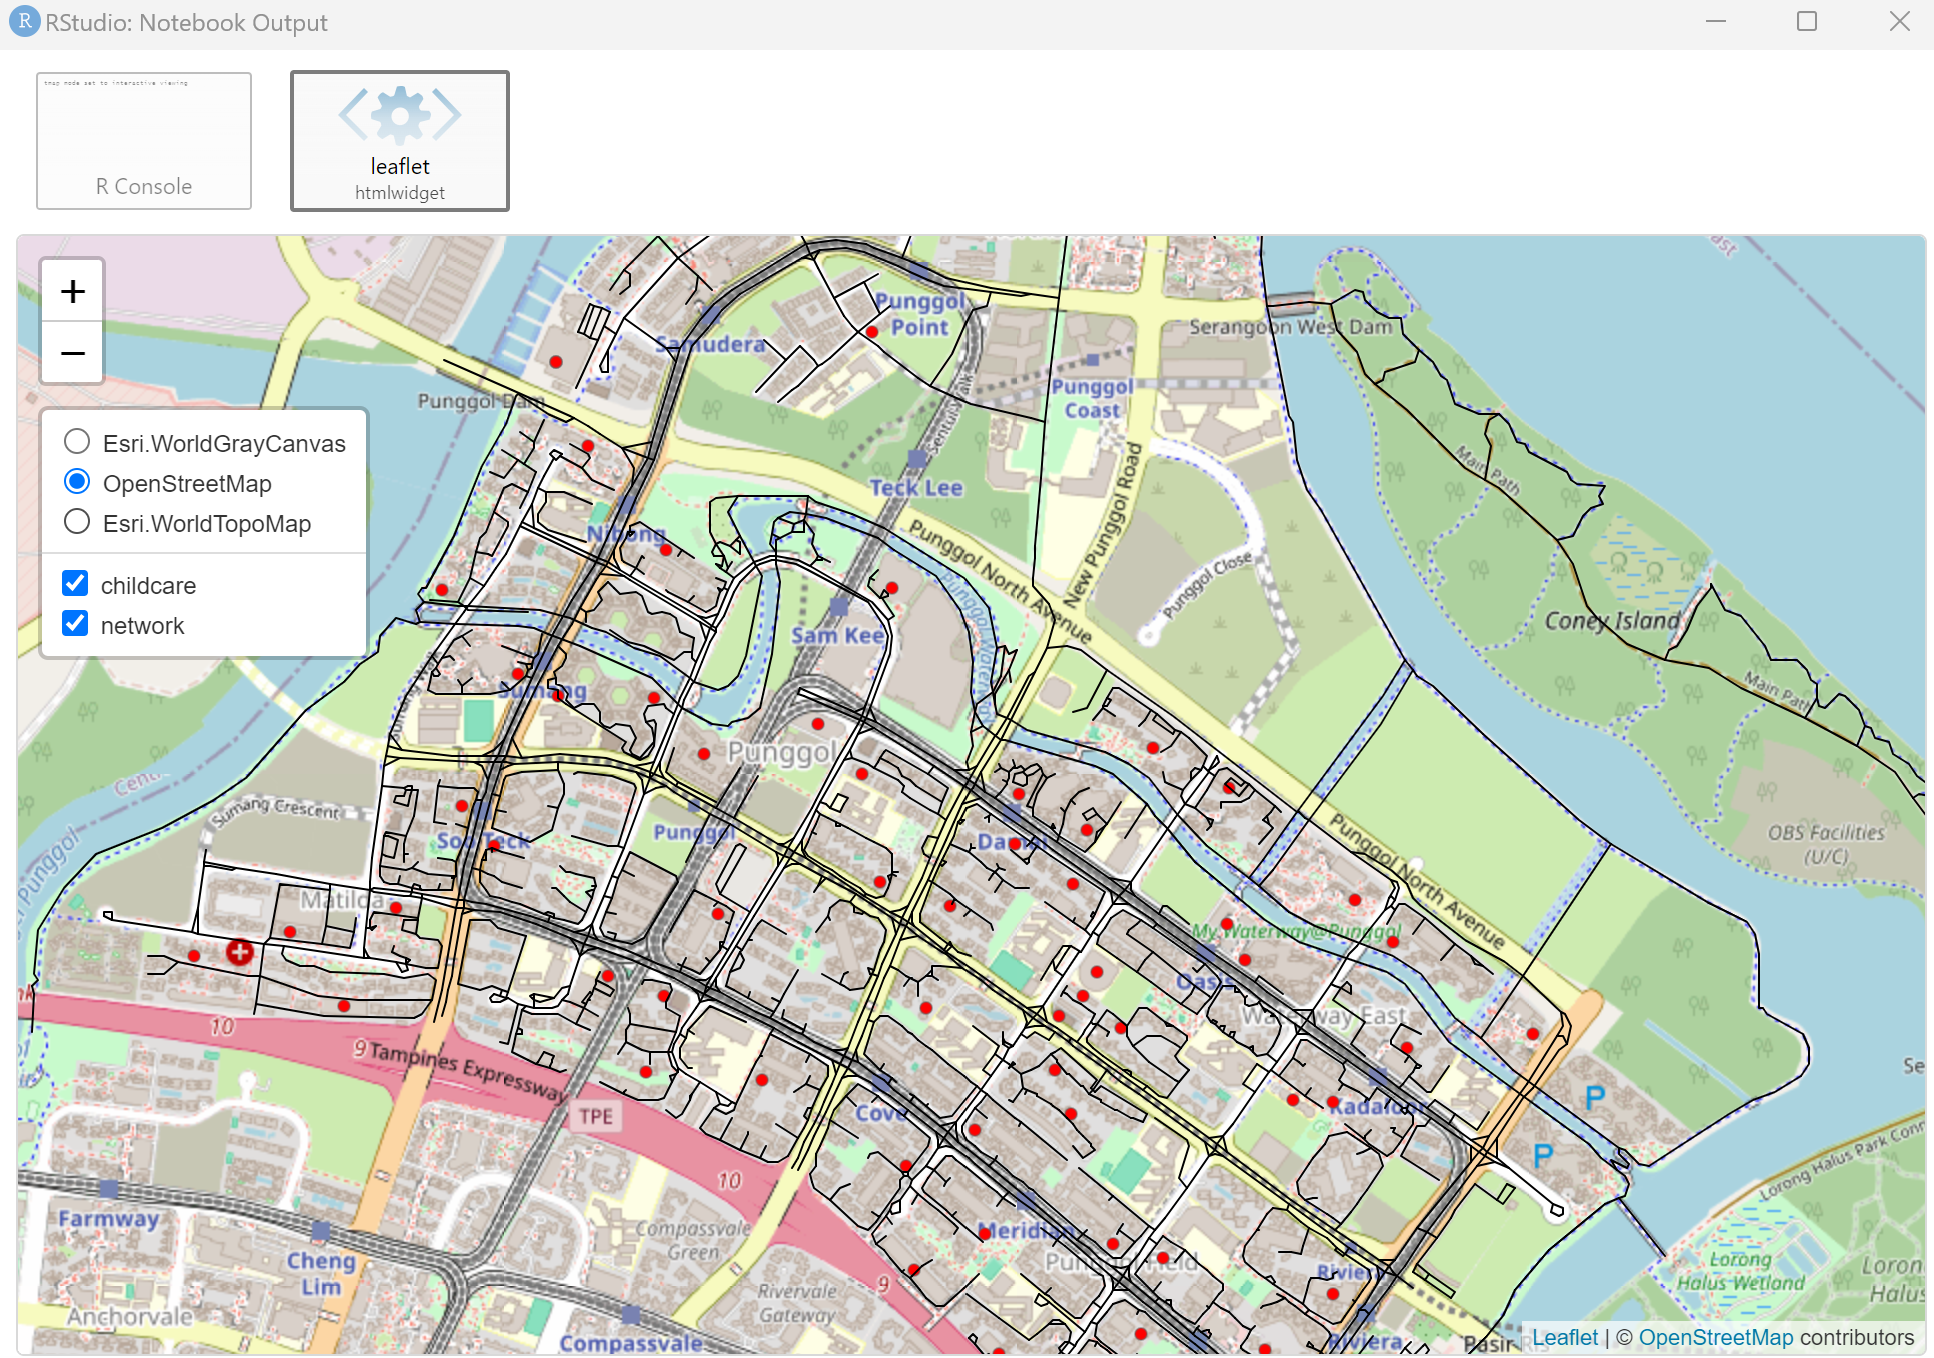 RStudio: Notebook Output
tmap mode set to interactive viewing
R Console
leaflet
htmlwidget
+
−
Esri.WorldGrayCanvas
OpenStreetMap
Esri.WorldTopoMap
childcare
network
Punggol
Point
Samudera
Serangoon West Dam
Punggol
Coast
Punggol Dam
Sentul Walk
Teck Lee
New Punggol Road
Main Path
Nibong
Punggol North Avenue
Punggol Close
Sam Kee
Coney Island
Sumang
Main Path
Punggol
Sumang Crescent
Soo Teck
Punggol
Damai
Punggol North Avenue
OBS Facilities
(U/C)
Matilda
My Waterway@Punggol
Oasis
Waterway East
10
9
Tampines Expressway
TPE
Cove
Kadaloor
P
P
10
Lorong Halus Park Conn
Farmway
Cheng
Lim
Compassvale
Green
Meridian
Punggol Field
Riviera
Lorong
Halus Wetland
Loron
Halus
9
Rivervale
Gateway
Anchorvale
Compassvale
Riviera
Pasir Ris
Leaflet | © OpenStreetMap contributors